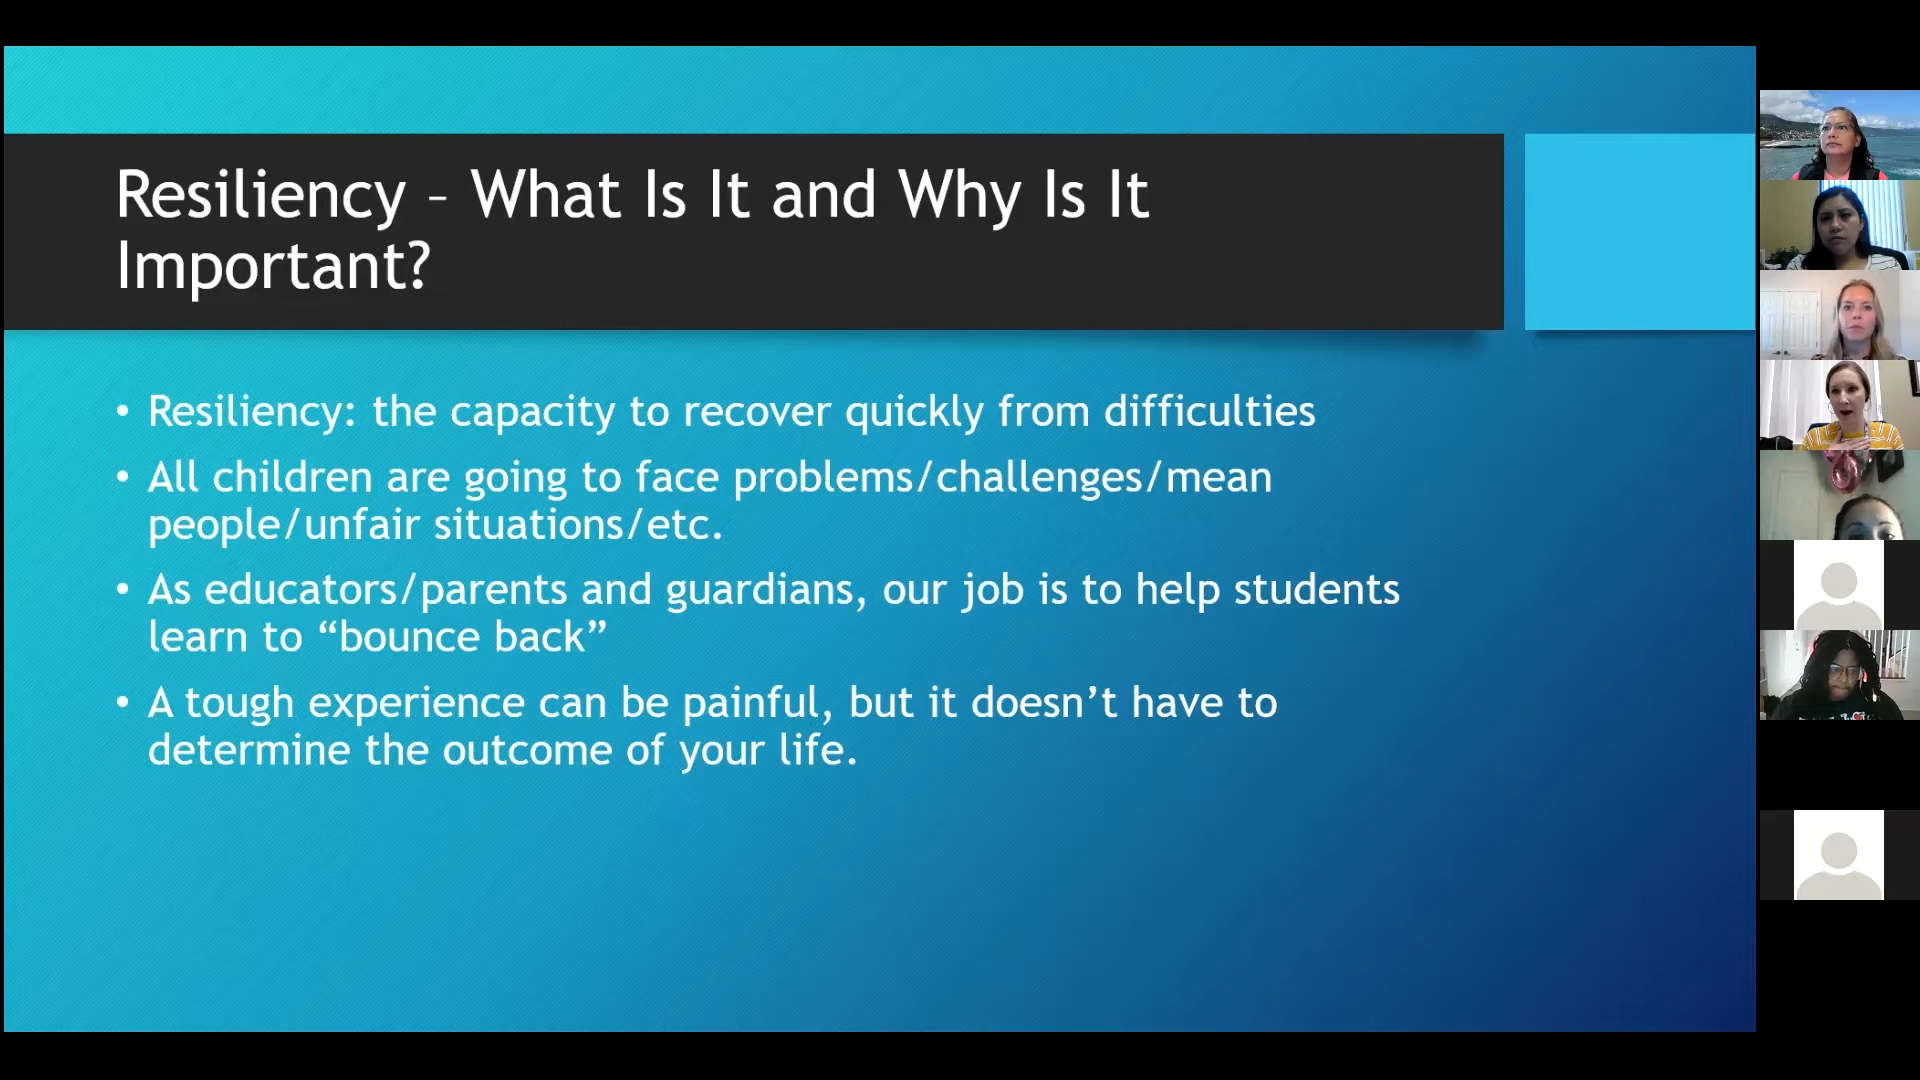 Resiliency – What Is It and Why Is It
Important?
• Resiliency: the capacity to recover quickly from difficulties
• All children are going to face problems/challenges/mean
people/unfair situations/etc.
• As educators/parents and guardians, our job is to help students
learn to “bounce back”
• A tough experience can be painful, but it doesn’t have to
determine the outcome of your life.